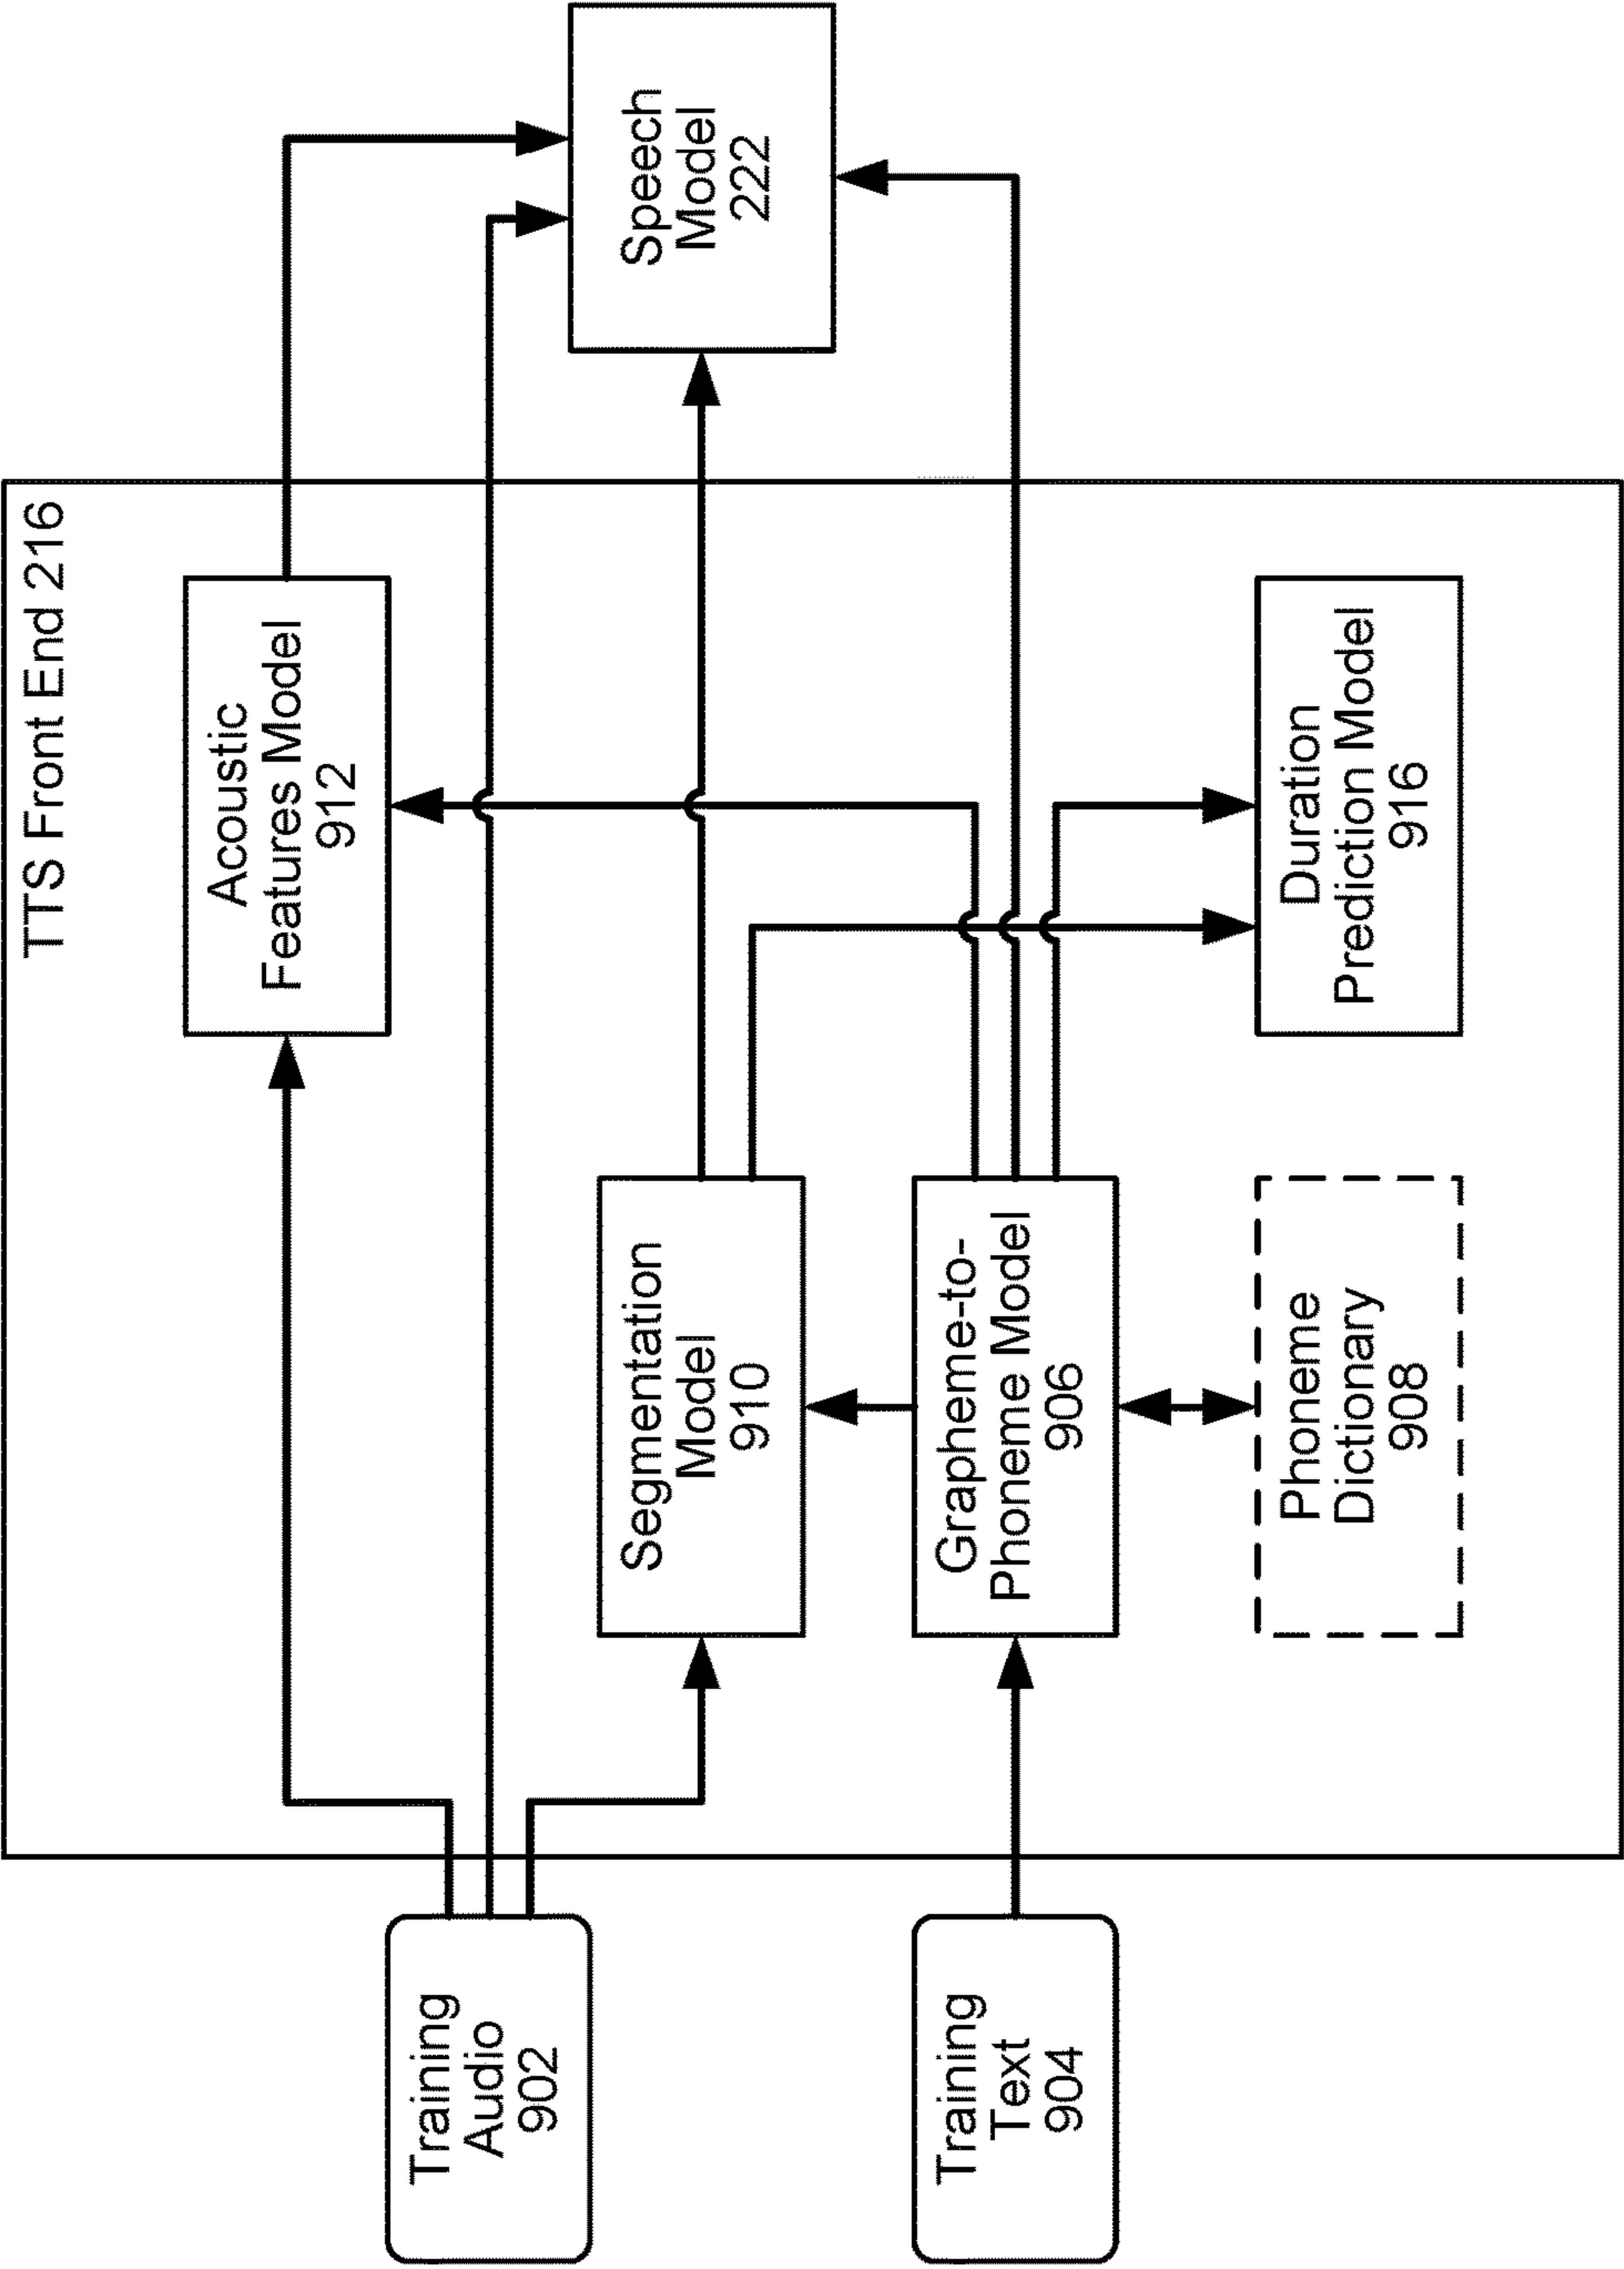 TTS Front End 216
Training
Audio
902
Acoustic
Features Model
912
Speech
Model
222
Segmentation
Model
910
Training
Text
904
Grapheme-to-
Phoneme Model
906
Phoneme
Dictionary
908
Duration
Prediction Model
916